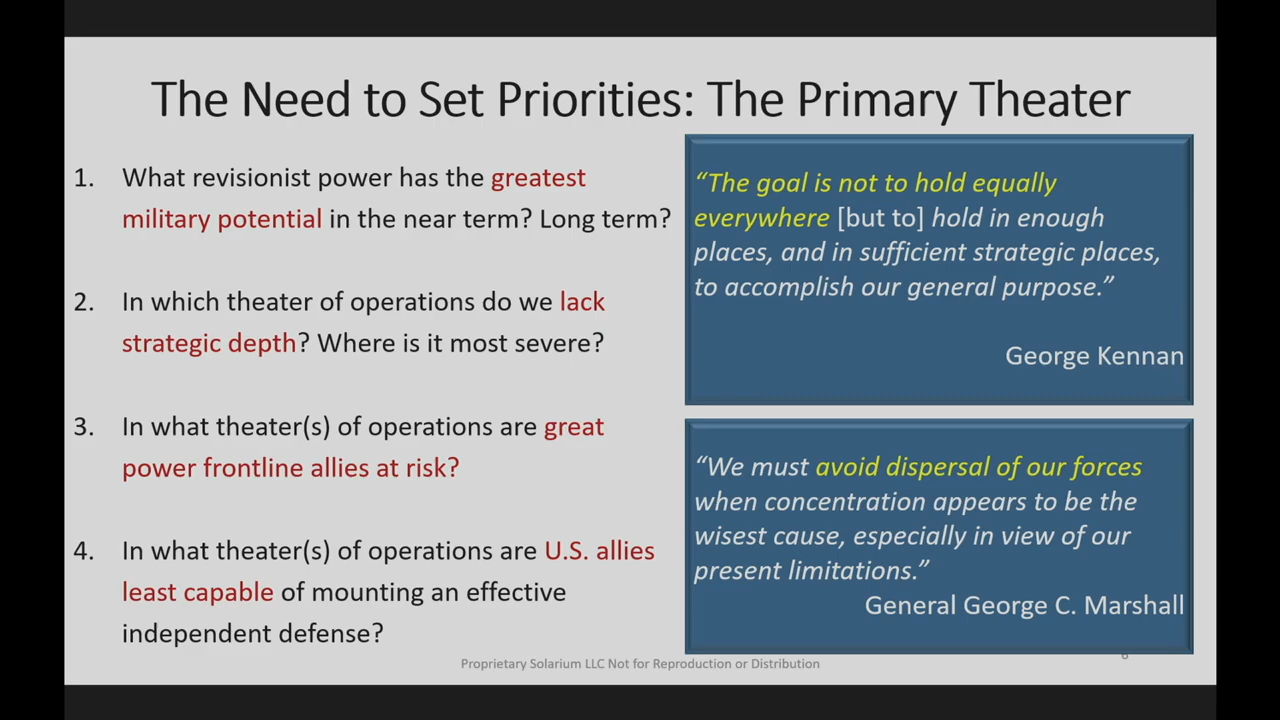 The Need to Set Priorities: The Primary Theater
1. What revisionist power has the greatest
military potential in the near term? Long term?
2. In which theater of operations do we lack
strategic depth? Where is it most severe?
3. In what theater(s) of operations are great
power frontline allies at risk?
4. In what theater(s) of operations are U.S. allies
least capable of mounting an effective
independent defense?
“The goal is not to hold equally
everywhere [but to] hold in enough
places, and in sufficient strategic places,
to accomplish our general purpose.”
George Kennan
“We must avoid dispersal of our forces
when concentration appears to be the
wisest cause, especially in view of our
present limitations.”
General George C. Marshall
Proprietary Solarium LLC Not for Reproduction or Distribution